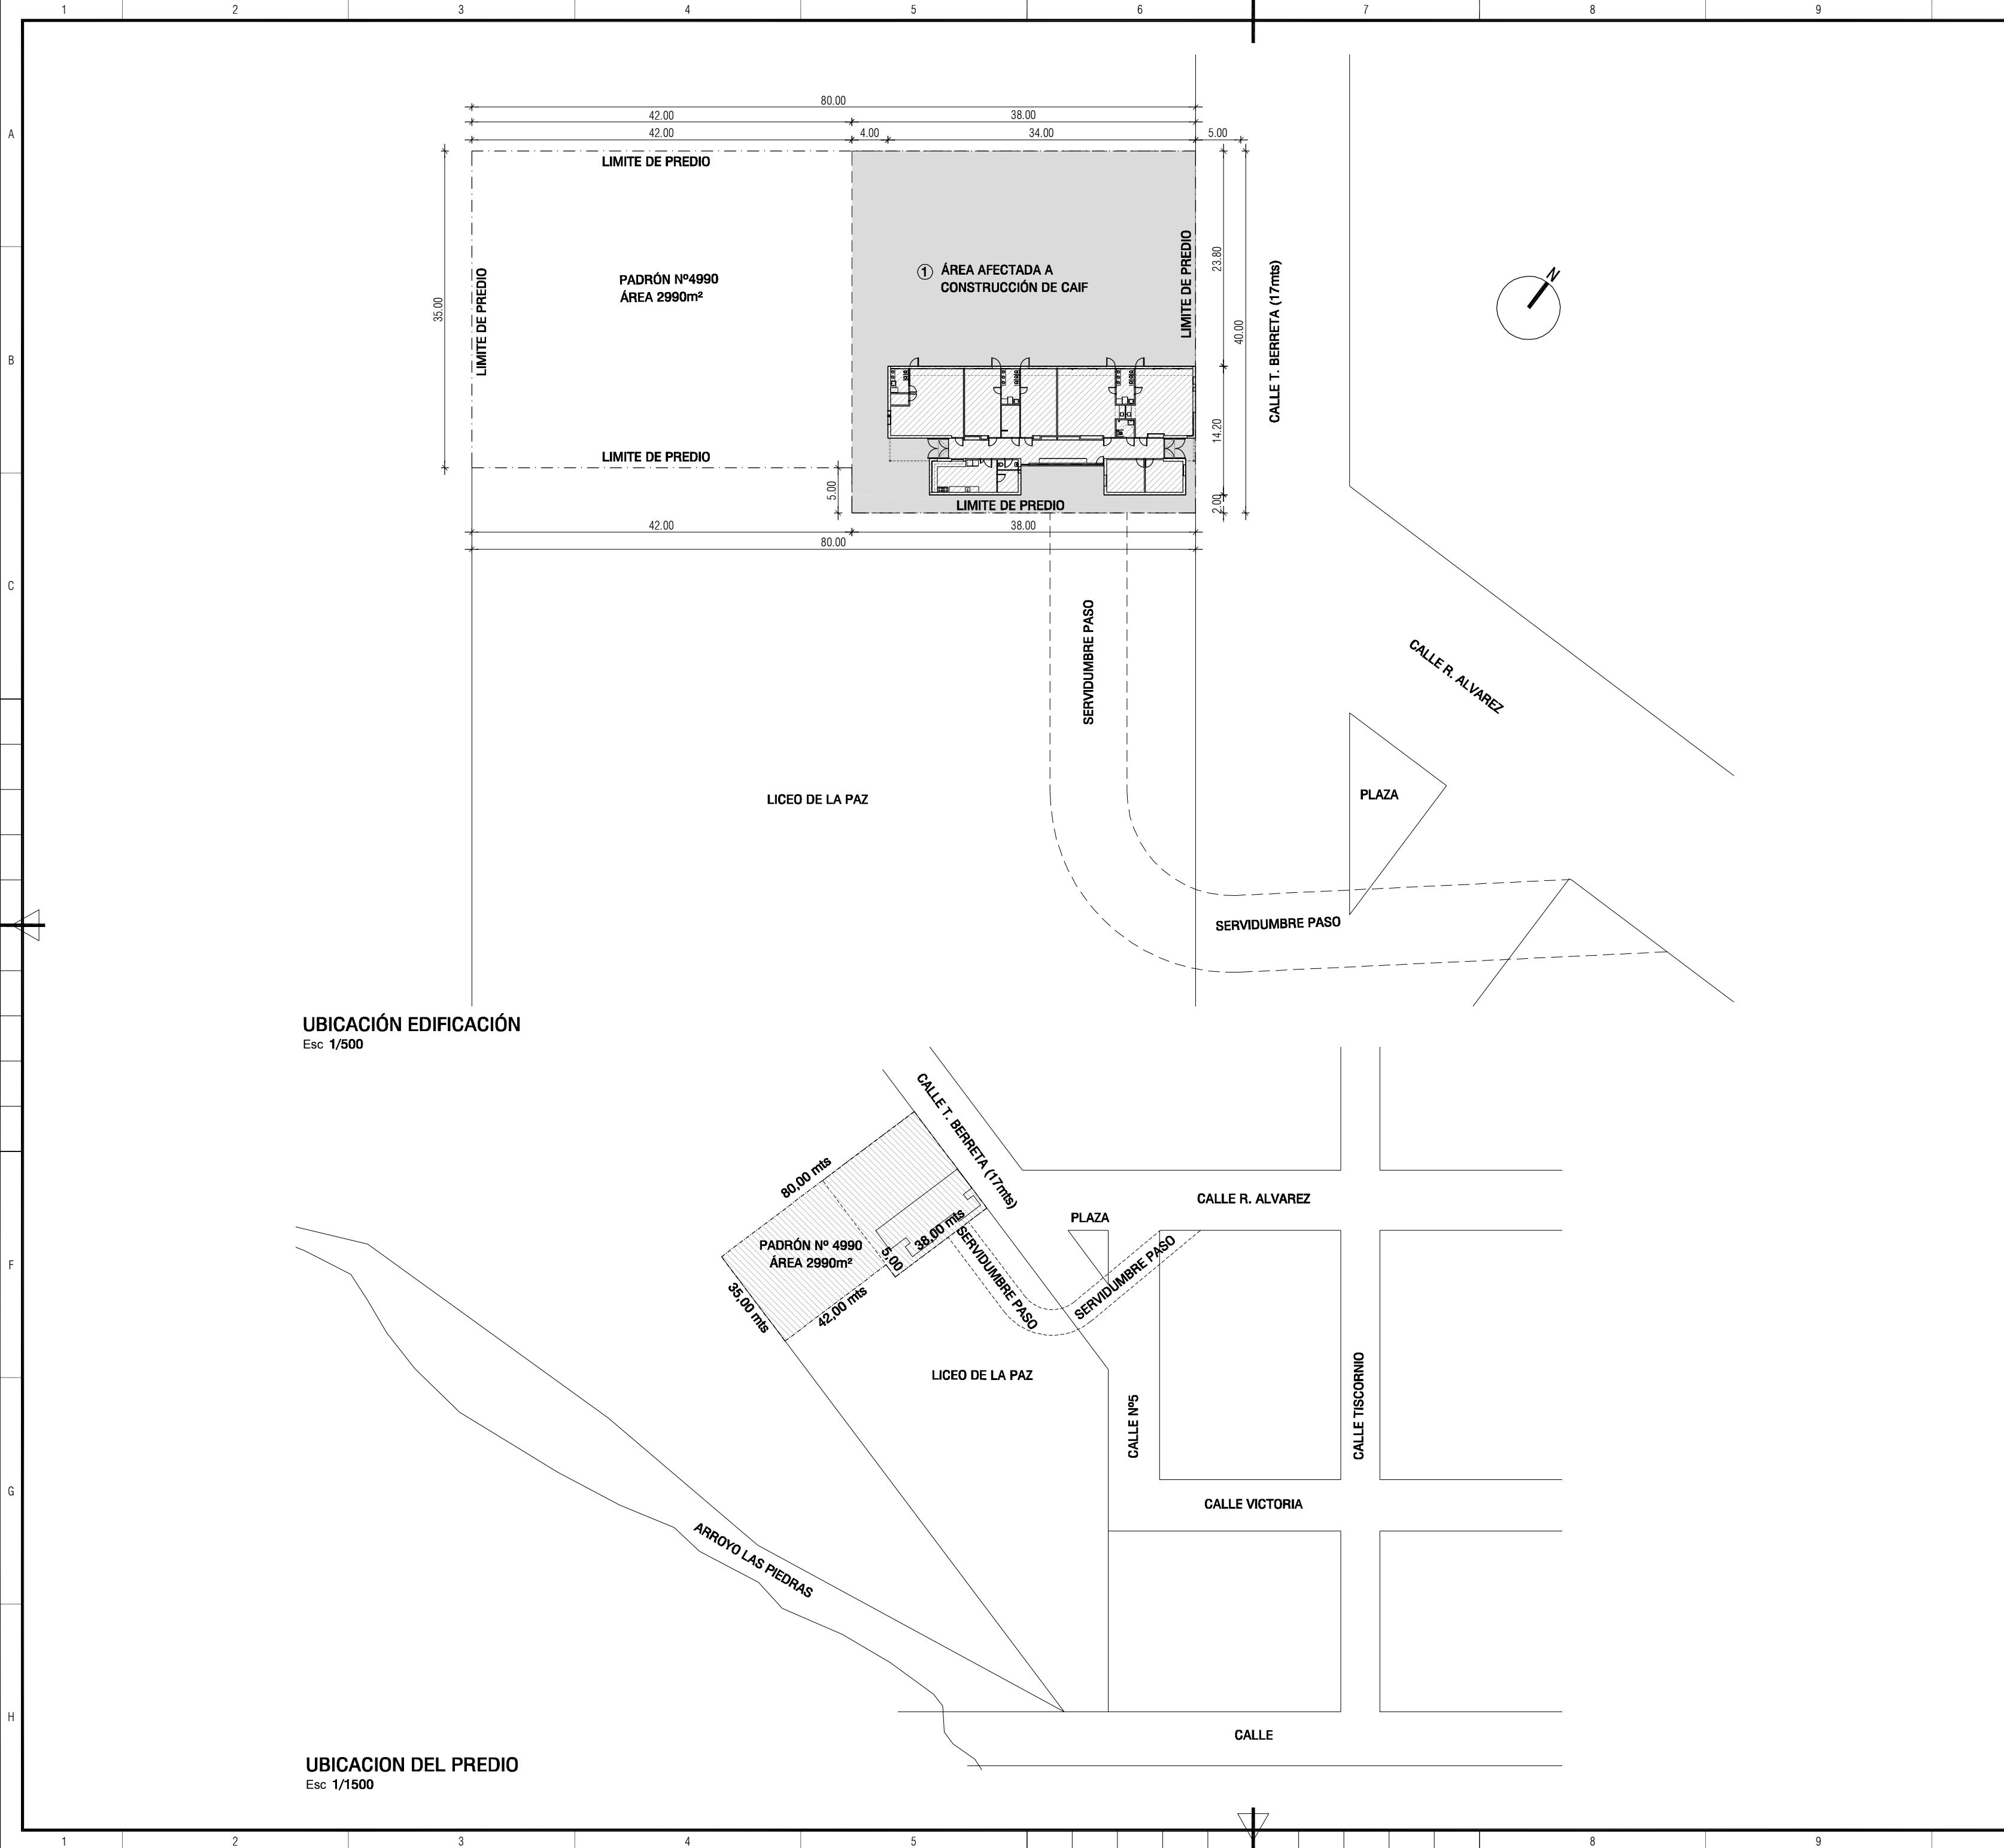 1 2 3 4 5 6 7 8 9
A
B
C
F
G
H
80.00
42.00 38.00
42.00 4.00 34.00 5.00
LIMITE DE PREDIO
35.00
LIMITE DE PREDIO
PADRÓN Nº4990
ÁREA 2990m²
1 ÁREA AFECTADA A
CONSTRUCCIÓN DE CAIF
LIMITE DE PREDIO
23.80
40.00
14.20
2.00
CALLE T. BERRETA (17mts)
N
LIMITE DE PREDIO
5.00
LIMITE DE PREDIO
42.00 38.00
80.00
SERVIDUMBRE PASO
CALLE R. ALVAREZ
LICEO DE LA PAZ
PLAZA
SERVIDUMBRE PASO
UBICACIÓN EDIFICACIÓN
Esc 1/500
CALLE T. BERRETA (17mts)
80,00 mts
CALLE R. ALVAREZ
PLAZA
38,00 mts
PADRÓN Nº 4990
ÁREA 2990m²
5,00
SERVIDUMBRE PASO
SERVIDUMBRE PASO
35,00 mts
42,00 mts
LICEO DE LA PAZ
CALLE Nº5
CALLE TISCORNIO
CALLE VICTORIA
ARROYO LAS PIEDRAS
CALLE
UBICACION DEL PREDIO
Esc 1/1500
1 2 3 4 5 8 9